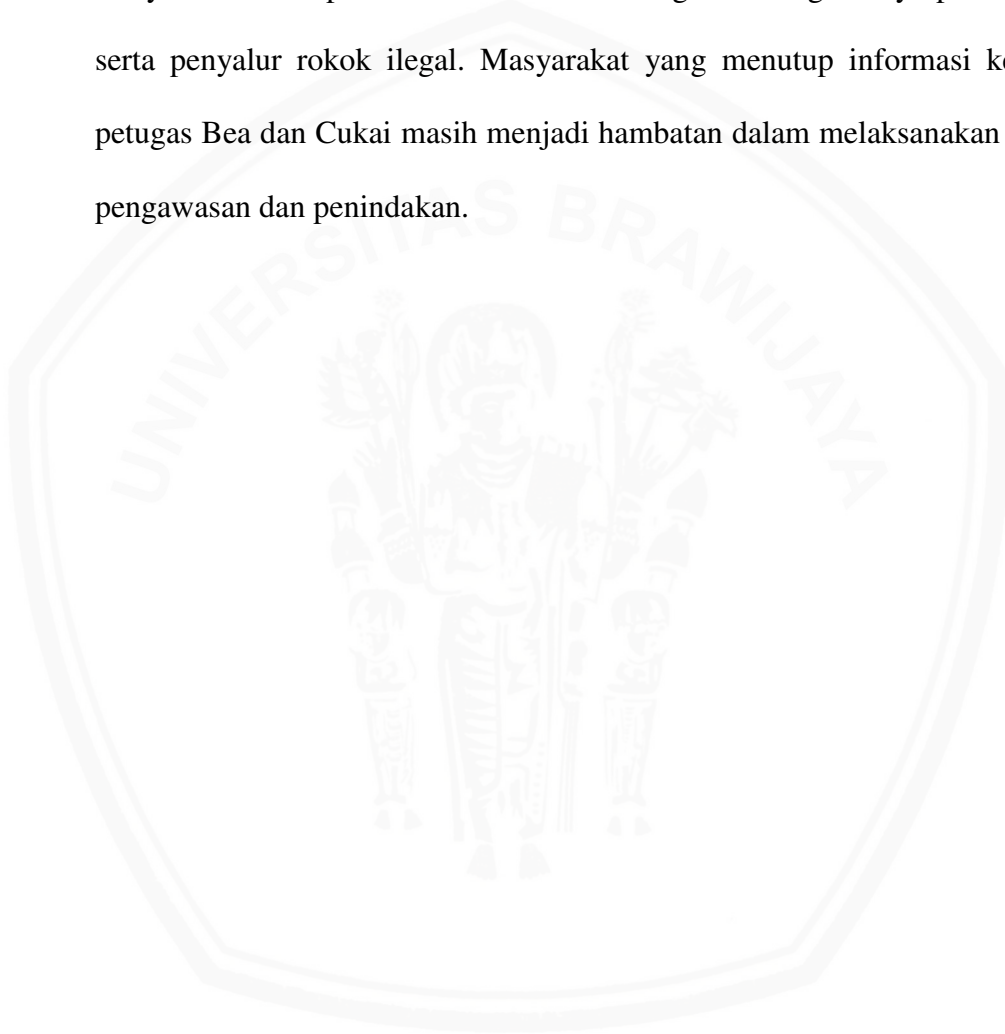 serta penyalur rokok ilegal. Masyarakat yang menutup informasi
petugas Bea dan Cukai masih menjadi hambatan dalam melaksanakan
pengawasan dan penindakan.
UNIVERSITAS BRAWIJAYA